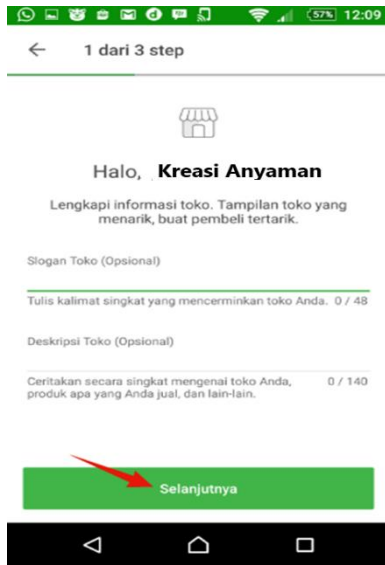 57% 12:09
1 dari 3 step
Halo, Kreasi Anyaman
Lengkapi informasi toko. Tampilan toko yang
menarik, buat pembeli tertarik.
Slogan Toko (Opsional)
Tulis kalimat singkat yang mencerminkan toko Anda. 0 / 48
Deskripsi Toko (Opsional)
Ceritakan secara singkat mengenai toko Anda, 0 / 140
produk apa yang Anda jual, dan lain-lain.
Selanjutnya